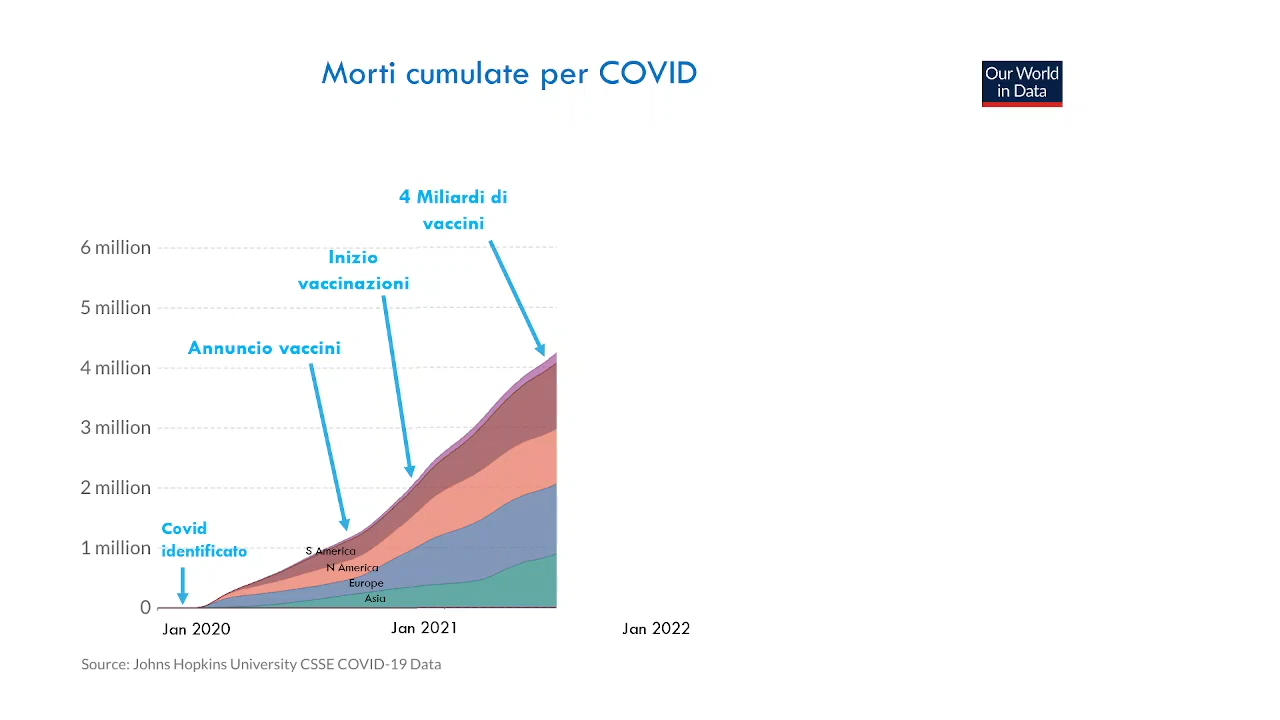 Morti cumulate per COVID
Our World
in Data
4 Miliardi di
vaccini
6 million
Inizio
vaccinazioni
5 million
Annuncio vaccini
4 million
3 million
2 million
Covid
identificato
1 million
S America
N America
Europe
Asia
0
Jan 2020
Jan 2021
Jan 2022
Source: Johns Hopkins University CSSE COVID-19 Data